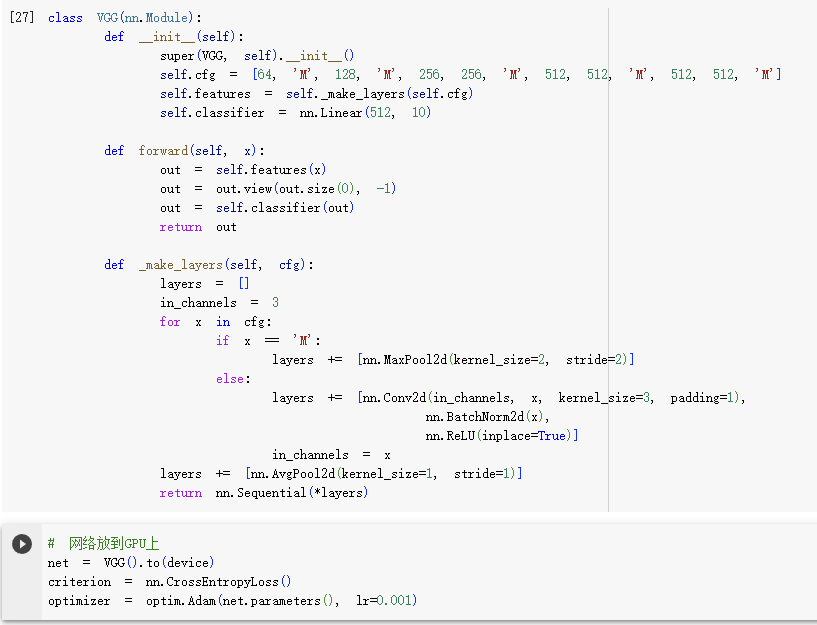 [27] class VGG(nn.Module):
def __init__(self):
super(VGG, self).__init__()
self.cfg = [64, 'M', 128, 'M', 256, 256, 'M', 512, 512, 'M', 512, 512, 'M']
self.features = self._make_layers(self.cfg)
self.classifier = nn.Linear(512, 10)
def forward(self, x):
out = self.features(x)
out = out.view(out.size(0), -1)
out = self.classifier(out)
return out
def _make_layers(self, cfg):
layers = []
in_channels = 3
for x in cfg:
if x == 'M':
layers += [nn.MaxPool2d(kernel_size=2, stride=2)]
else:
layers += [nn.Conv2d(in_channels, x, kernel_size=3, padding=1),
nn.BatchNorm2d(x),
nn.ReLU(inplace=True)]
in_channels = x
layers += [nn.AvgPool2d(kernel_size=1, stride=1)]
return nn.Sequential(*layers)
# 网络放到GPU上
net = VGG().to(device)
criterion = nn.CrossEntropyLoss()
optimizer = optim.Adam(net.parameters(), lr=0.001)